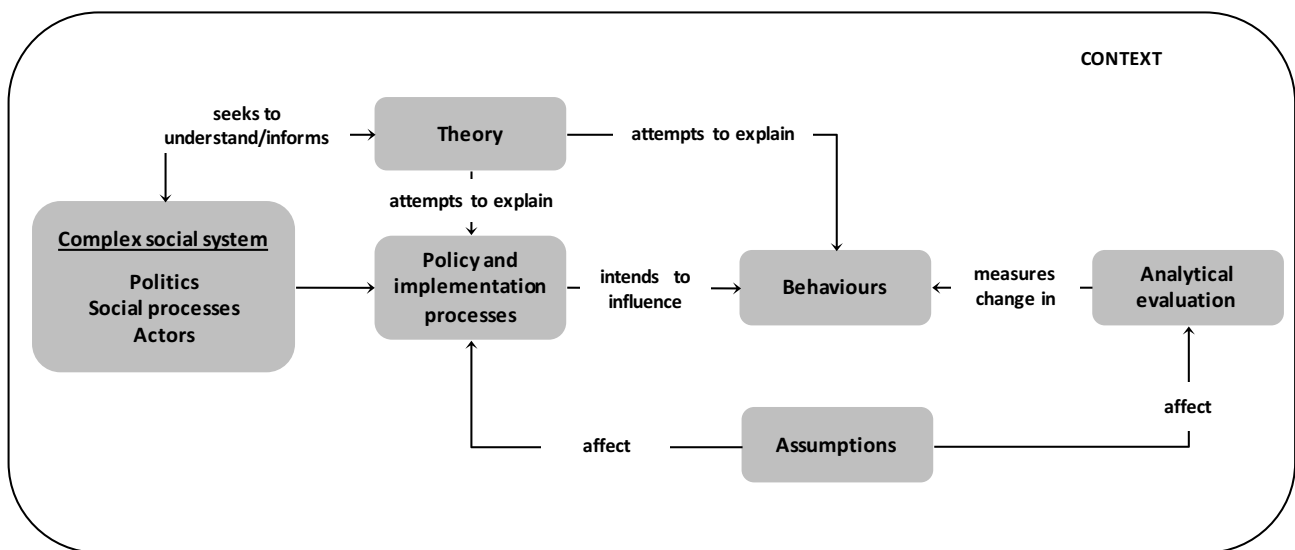 CONTEXT
seeks to
understand/informs
Theory
attempts to explain
attempts to explain
Complex social system
Politics
Social processes
Actors
Policy and
implementation
processes
intends to
influence
Behaviours
measures
change in
Analytical
evaluation
affect
Assumptions
affect